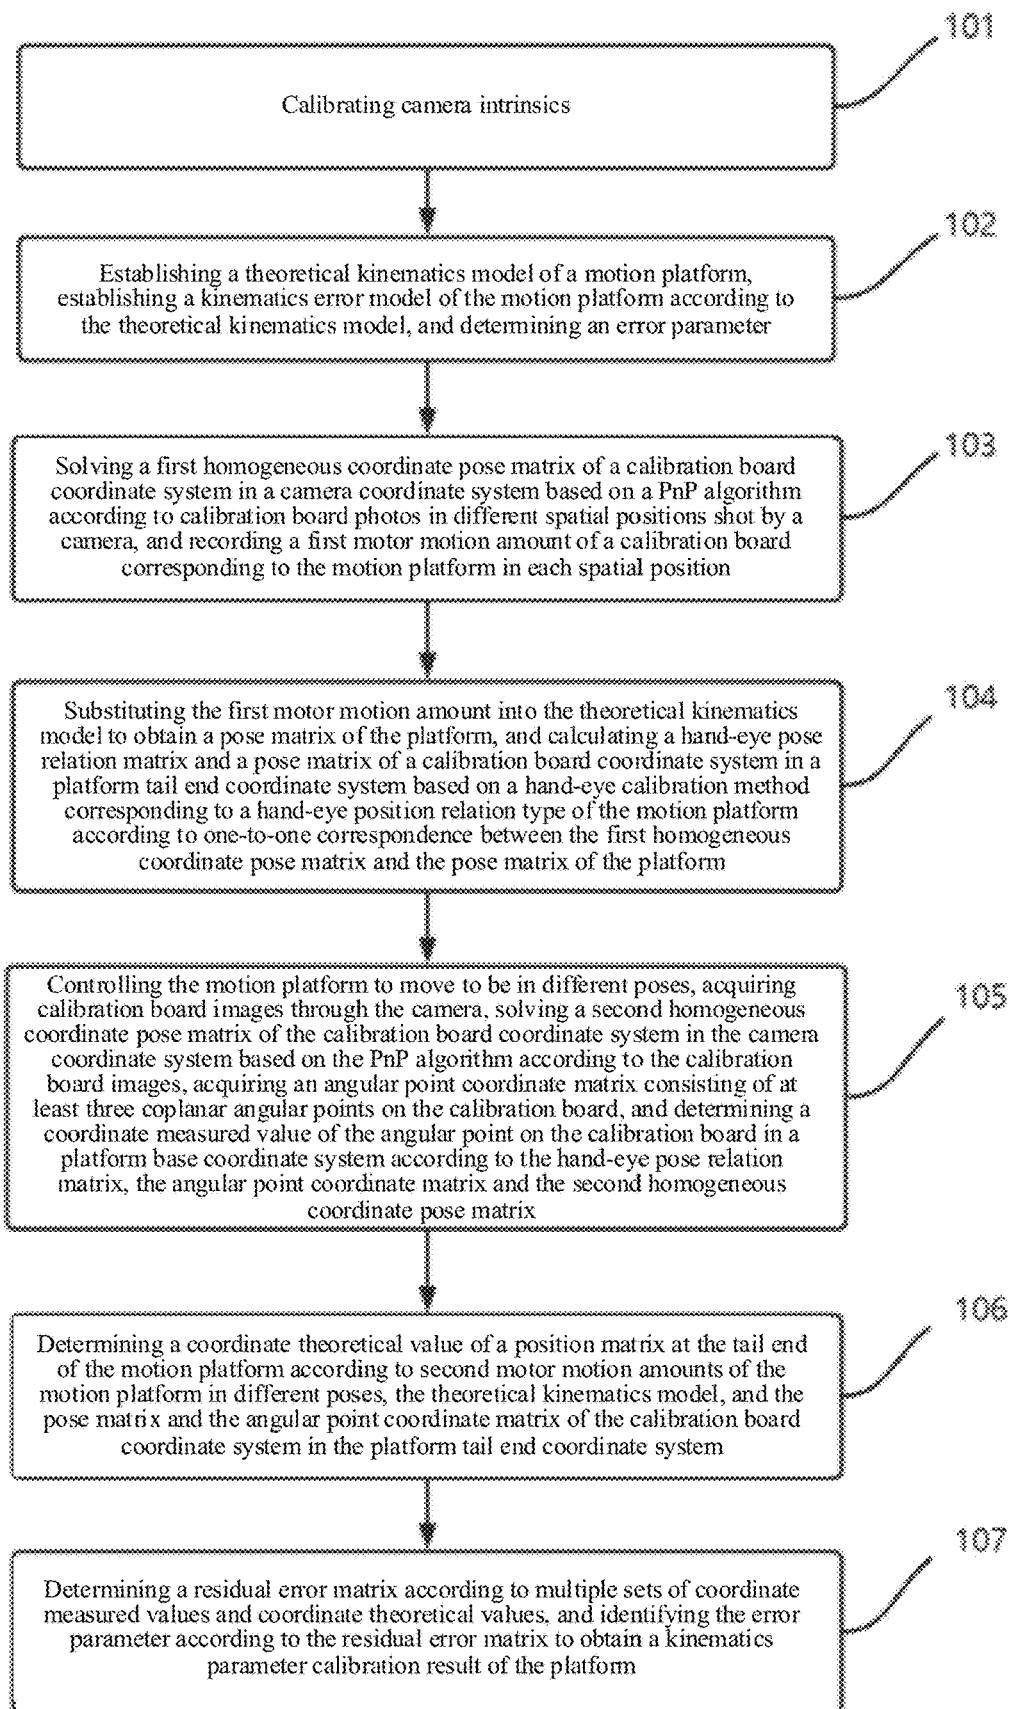 101
Calibrating camera intrinsics
102
Establishing a theoretical kinematics model of a motion platform,
establishing a kinematics error model of the motion platform according to
the theoretical kinematics model, and determining an error parameter
103
Solving a first homogeneous coordinate pose matrix of a calibration board
coordinate system in a camera coordinate system based on a PnP algorithm
according to calibration board photos in different spatial positions shot by a
camera, and recording a first motor motion amount of a calibration board
corresponding to the motion platform in each spatial position
104
Substituting the first motor motion amount into the theoretical kinematics
model to obtain a pose matrix of the platform, and calculating a hand-eye pose
relation matrix and a pose matrix of a calibration board coordinate system in a
platform tail end coordinate system based on a hand-eye calibration method
corresponding to a hand-eye position relation type of the motion platform
according to one-to-one correspondence between the first homogeneous
coordinate pose matrix and the pose matrix of the platform
105
Controlling the motion platform to move to be in different poses, acquiring
calibration board images through the camera, solving a second homogeneous
coordinate pose matrix of the calibration board coordinate system in the camera
coordinate system based on the PnP algorithm according to the calibration
board images, acquiring an angular point coordinate matrix consisting of at
least three coplanar angular points on the calibration board, and determining a
coordinate measured value of the angular point on the calibration board in a
platform base coordinate system according to the hand-eye pose relation
matrix, the angular point coordinate matrix and the second homogeneous
coordinate pose matrix
106
Determining a coordinate theoretical value of a position matrix at the tail end
of the motion platform according to second motor motion amounts of the
motion platform in different poses, the theoretical kinematics model, and the
pose matrix and the angular point coordinate matrix of the calibration board
coordinate system in the platform tail end coordinate system
107
Determining a residual error matrix according to multiple sets of coordinate
measured values and coordinate theoretical values, and identifying the error
parameter according to the residual error matrix to obtain a kinematics
parameter calibration result of the platform